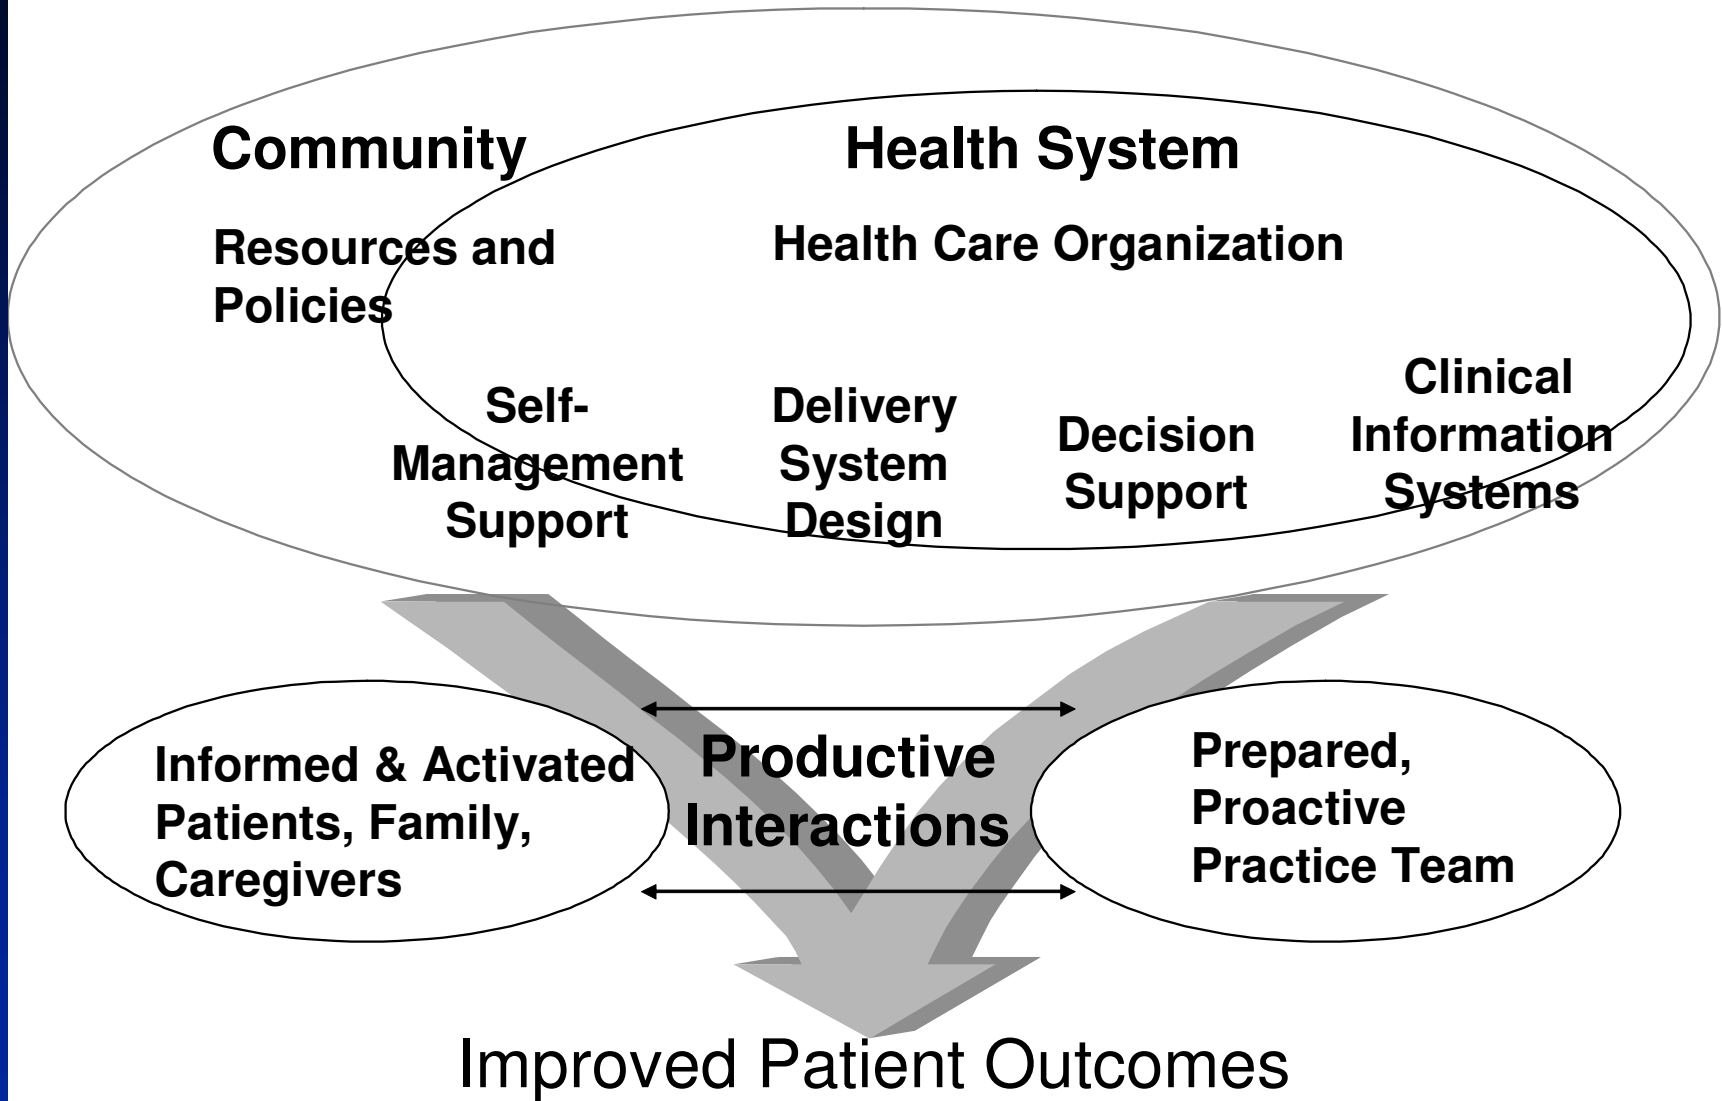 Community
Health System
Resources and
Policies
Health Care Organization
Self-
Management
Support
Delivery
System
Design
Decision
Support
Clinical
Information
Systems
Informed & Activated
Patients, Family,
Caregivers
Productive
Interactions
Prepared,
Proactive
Practice Team
Improved Patient Outcomes